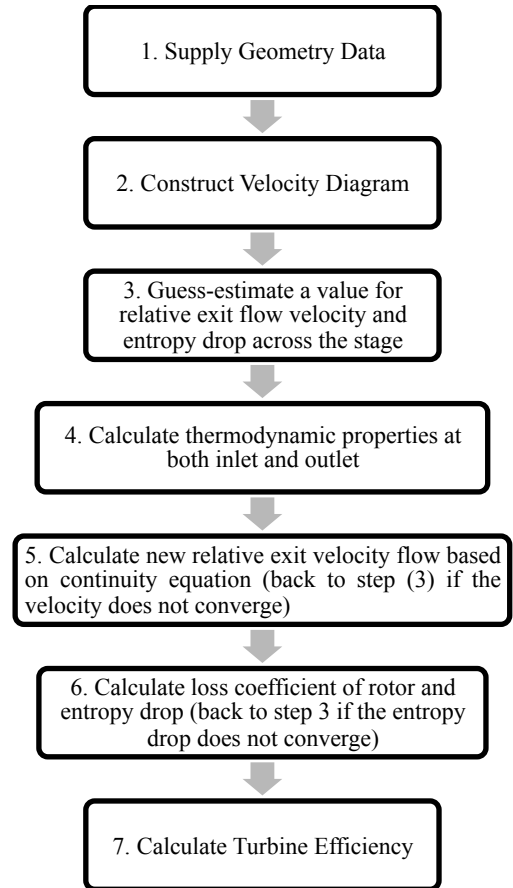 1. Supply Geometry Data
2. Construct Velocity Diagram
3. Guess-estimate a value for
relative exit flow velocity and
entropy drop across the stage
4. Calculate thermodynamic properties at
both inlet and outlet
5. Calculate new relative exit velocity flow based
on continuity equation (back to step (3) if the
velocity does not converge)
6. Calculate loss coefficient of rotor and
entropy drop (back to step 3 if the entropy
drop does not converge)
7. Calculate Turbine Efficiency